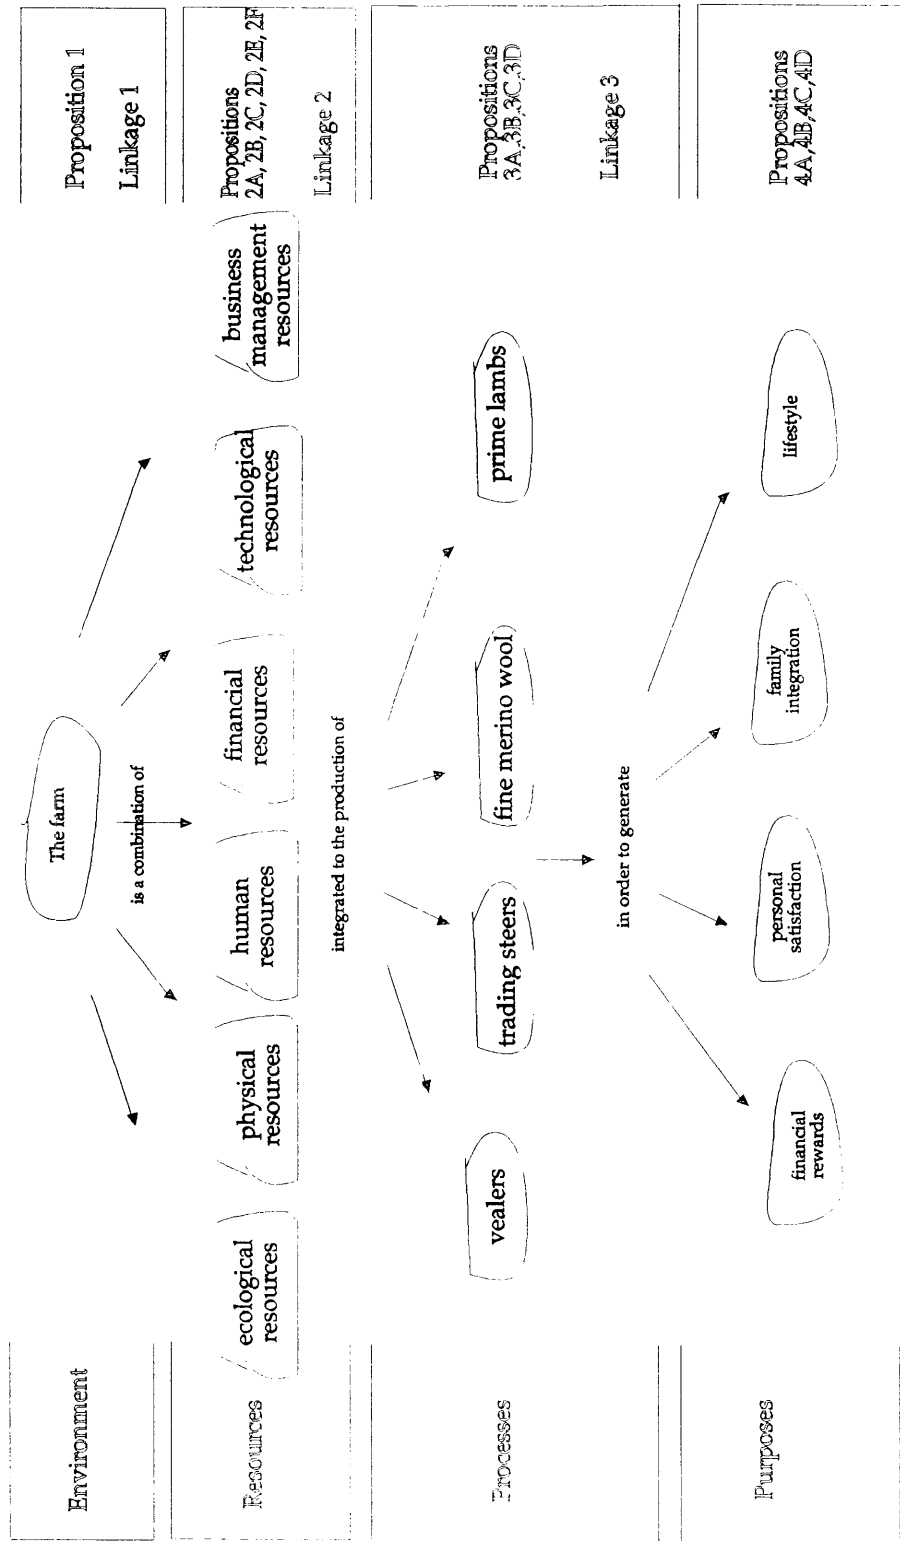 Environment
The farm
Proposition 1
is a combination of
Linkage 1
Resources
ecological
resources
physical
resources
human
resources
financial
resources
technological
resources
business
management
resources
Propositions
2A, 2B, 2C, 2D, 2E, 2F
integrated to the production of
Linkage 2
Processes
vealers
trading steers
fine merino wool
prime lambs
Propositions
3A,3B,3C,3D
in order to generate
Linkage 3
Purposes
financial
rewards
personal
satisfaction
family
integration
lifestyle
Propositions
4A,4B,4C,4D